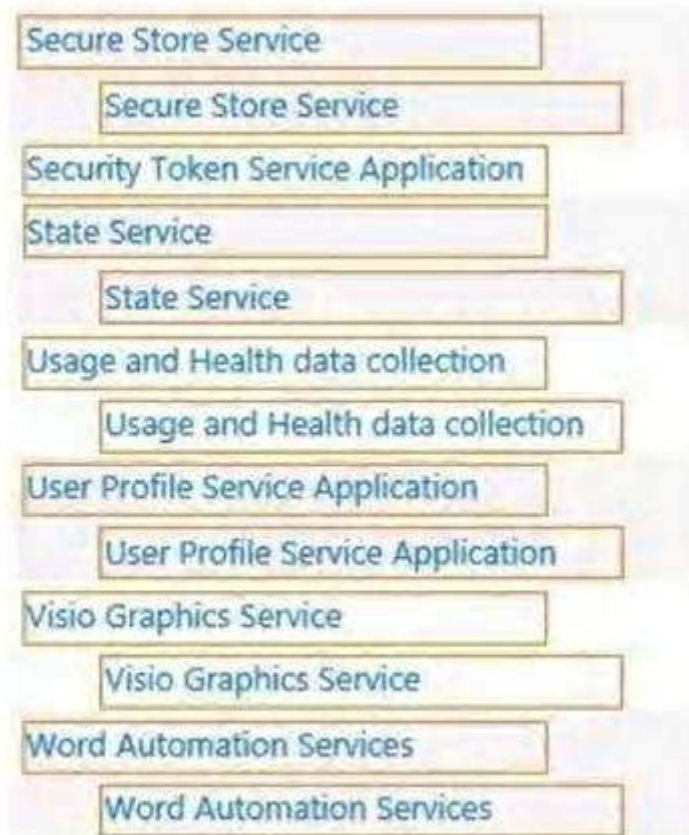 Secure Store Service
Secure Store Service
Security Token Service Application
State Service
State Service
Usage and Health data collection
Usage and Health data collection
User Profile Service Application
User Profile Service Application
Visio Graphics Service
Visio Graphics Service
Word Automation Services
Word Automation Services